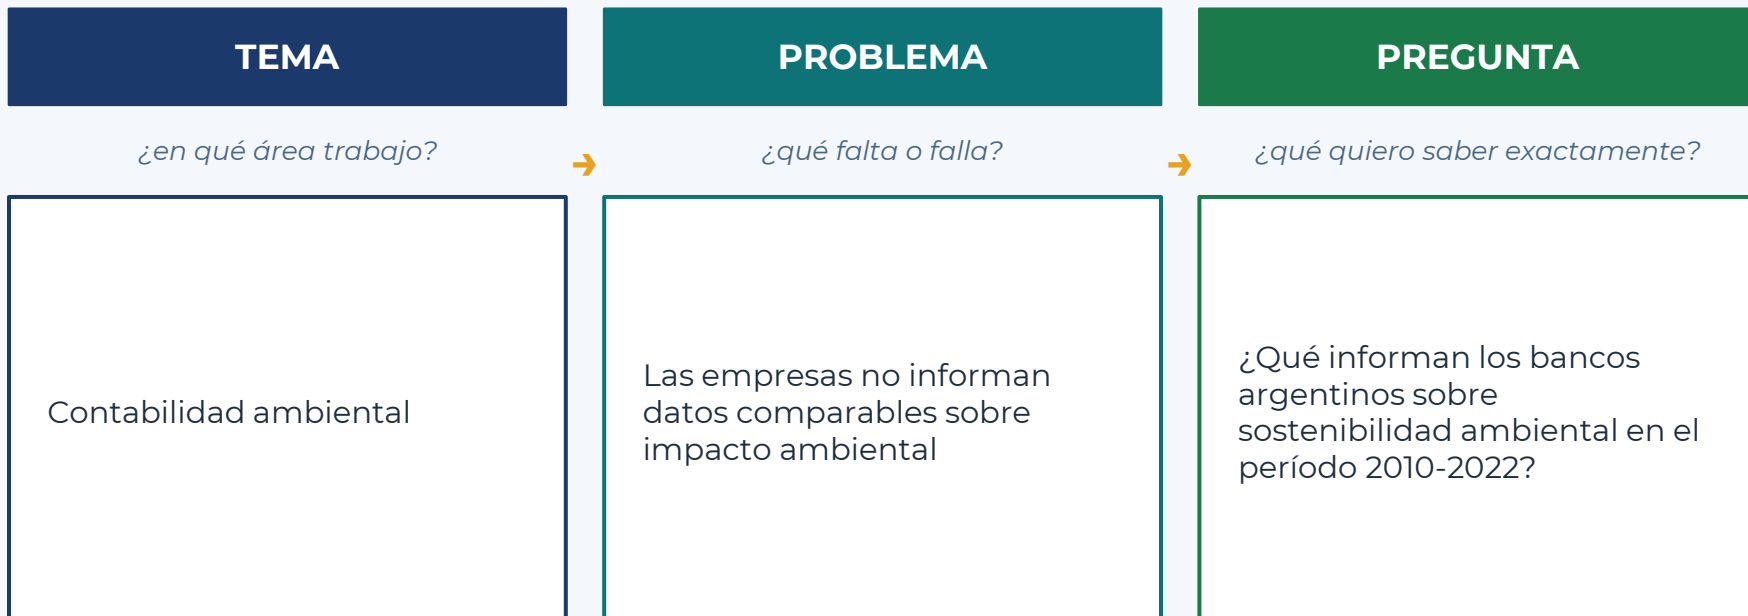 TEMA
¿en qué área trabajo?
Contabilidad ambiental
PROBLEMA
¿qué falta o falla?
Las empresas no informan
datos comparables sobre
impacto ambiental
PREGUNTA
¿qué quiero saber exactamente?
¿Qué informan los bancos
argentinos sobre
sostenibilidad ambiental en el
período 2010-2022?